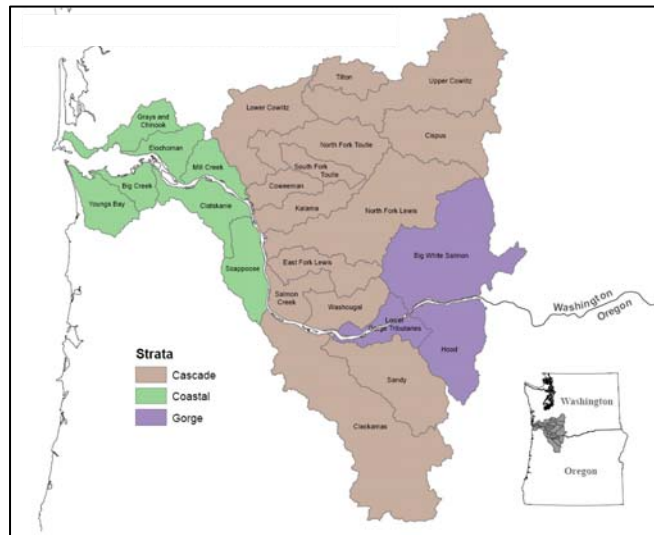 Tilton
Upper Cowlitz
Lower Cowlitz
Grays and
Chinook
Cispus
Elochoman
North Fork Toutle
Mill Creek
South Fork
Toutle
Big Creek
Coweeman
Youngs Bay
Clatskanie
Kalama
North Fork Lewis
Big White Salmon
East Fork Lewis
Scappoose
Salmon
Creek
Washougal
Washington
Oregon
Gorge Tributaries
Hood
Strata
Cascade
Coastal
Gorge
Sandy
Clackamas
Washington
Oregon